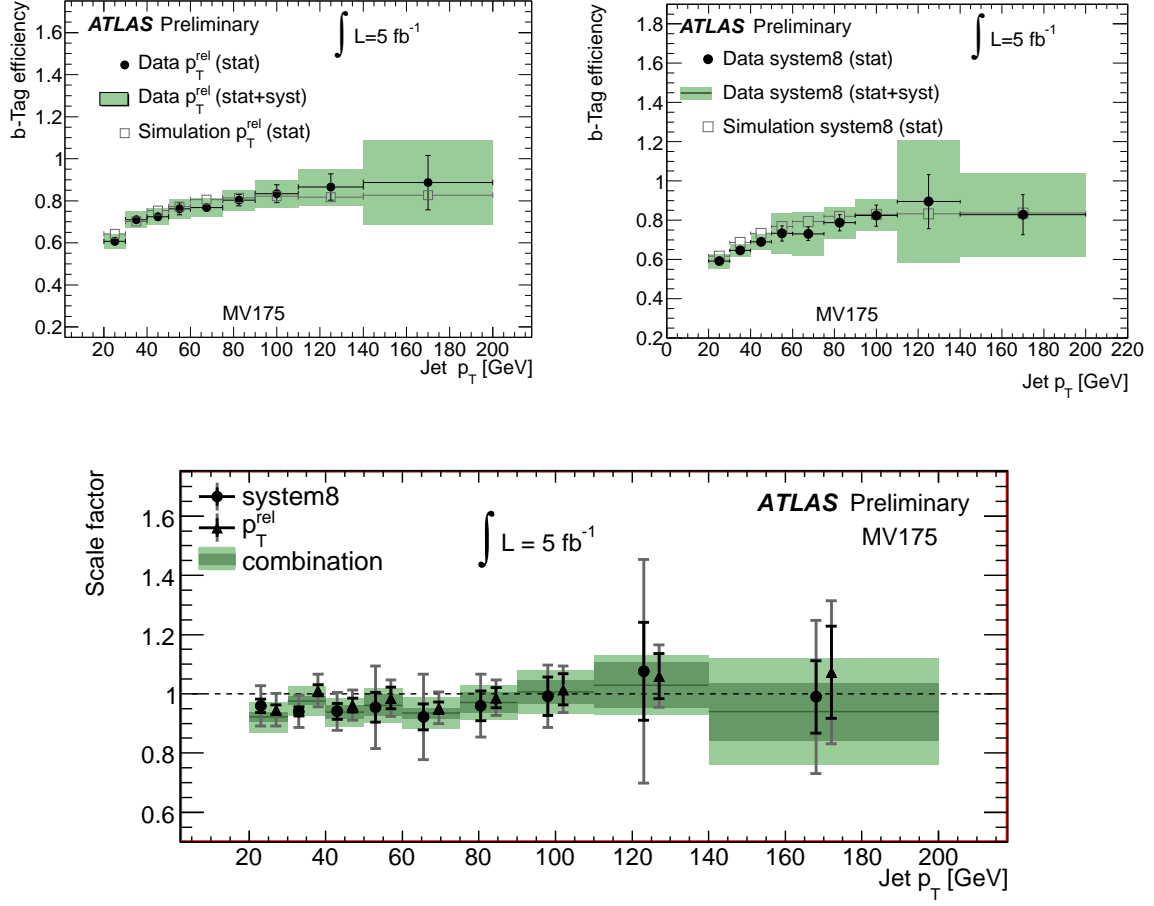 ATLAS Preliminary
∫ L=5 fb⁻¹
Data p_T^rel (stat)
Data p_T^rel (stat+syst)
Simulation p_T^rel (stat)
b-Tag efficiency
1.6
1.4
1.2
1
0.8
0.6
0.4
0.2
MV175
20 40 60 80 100 120 140 160 180 200
Jet p_T [GeV]
ATLAS Preliminary
∫ L=5 fb⁻¹
Data system8 (stat)
Data system8 (stat+syst)
Simulation system8 (stat)
b-Tag efficiency
1.8
1.6
1.4
1.2
1
0.8
0.6
0.4
0.2
MV175
0 20 40 60 80 100 120 140 160 180 200 220
Jet p_T [GeV]
system8
p_T^rel
combination
∫ L = 5 fb⁻¹
ATLAS Preliminary
MV175
Scale factor
1.6
1.4
1.2
1
0.8
0.6
20 40 60 80 100 120 140 160 180 200
Jet p_T [GeV]